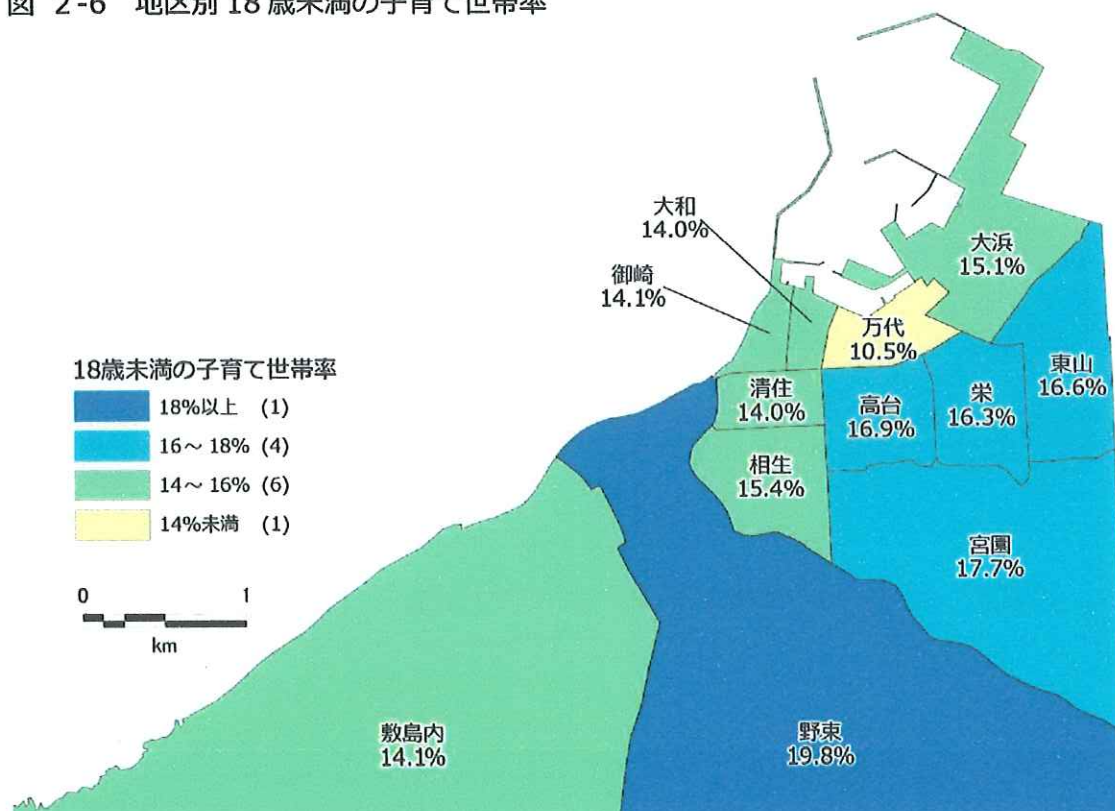 図 2-6 地区別 18 歳未満の子育て世帯率
大和
14.0%
御崎
14.1%
大浜
15.1%
万代
10.5%
東山
16.6%
清住
14.0%
高台
16.9%
栄
16.3%
相生
15.4%
宮園
17.7%
敷島内
14.1%
野束
19.8%
18歳未満の子育て世帯率
18%以上 (1)
16～18% (4)
14～16% (6)
14%未満 (1)
0 1
km